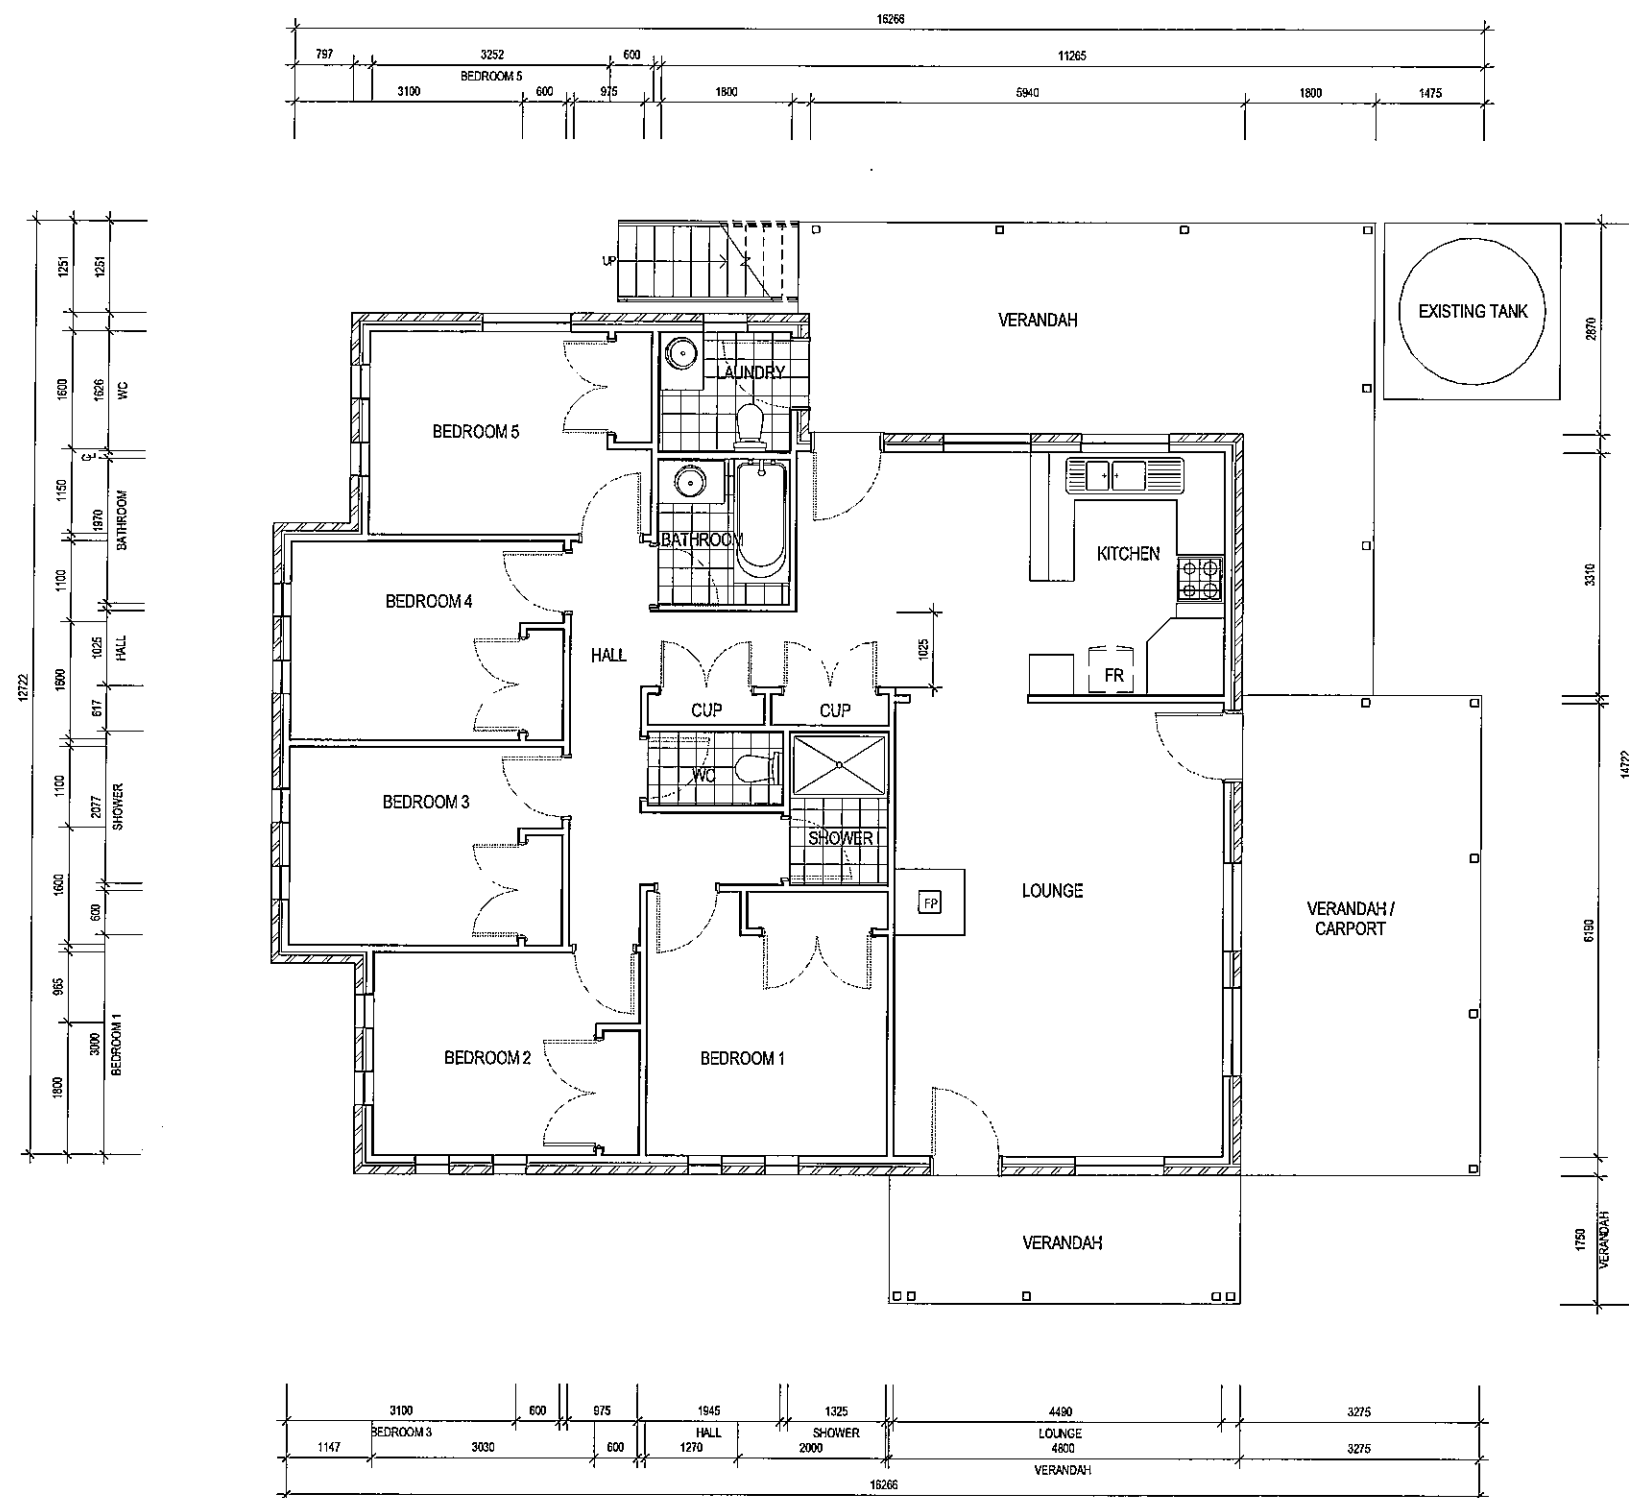 16266
797
3252
600
11265
BEDROOM 5
3100
600
975
1800
5940
1800
1475
12722
1251
1600
1150
1100
1600
1100
1600
965
1800
1251
1626
WC
CL
1970
BATHROOM
1025
HALL
617
2077
SHOWER
600
3000
BEDROOM 1
UP
VERANDAH
EXISTING TANK
LAUNDRY
BEDROOM 5
BATHROOM
KITCHEN
BEDROOM 4
HALL
1025
FR
CUP
CUP
WC
BEDROOM 3
SHOWER
FP
LOUNGE
VERANDAH /
CARPORT
BEDROOM 2
BEDROOM 1
VERANDAH
2870
3310
6190
1750
VERANDAH
14722
3100
600
975
1945
1325
4490
3275
BEDROOM 3
HALL
SHOWER
LOUNGE
1147
3030
600
1270
2000
4800
3275
VERANDAH
16266